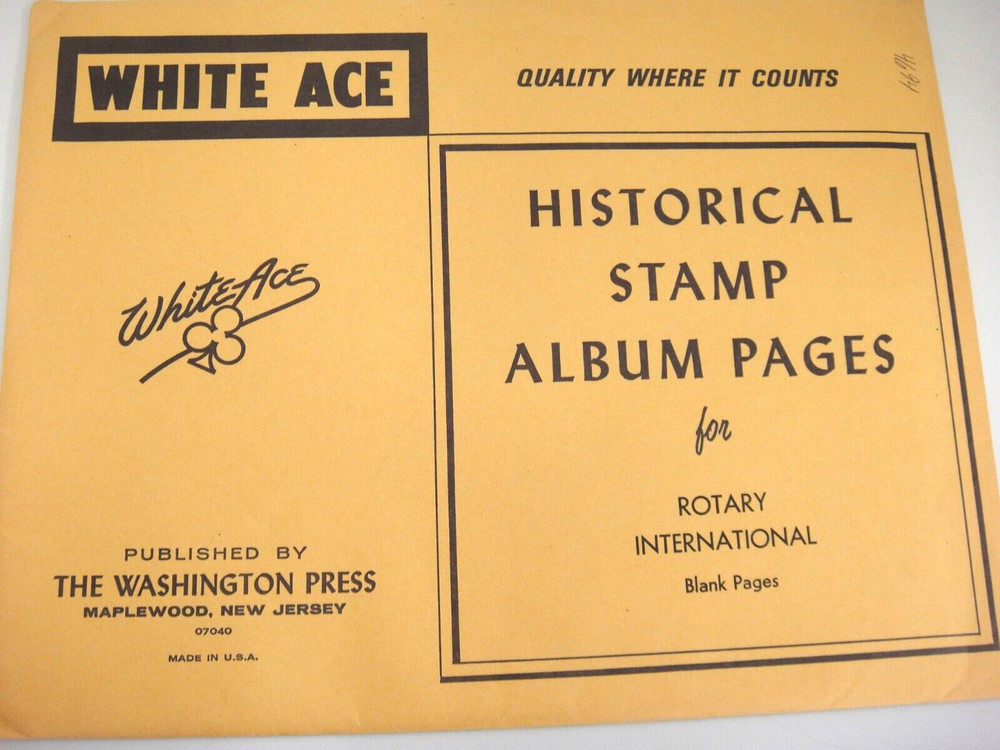 WHITE ACE
QUALITY WHERE IT COUNTS
White Ace
PUBLISHED BY
THE WASHINGTON PRESS
MAPLEWOOD, NEW JERSEY
07040
MADE IN U.S.A.
HISTORICAL
STAMP
ALBUM PAGES
for
ROTARY
INTERNATIONAL
Blank Pages